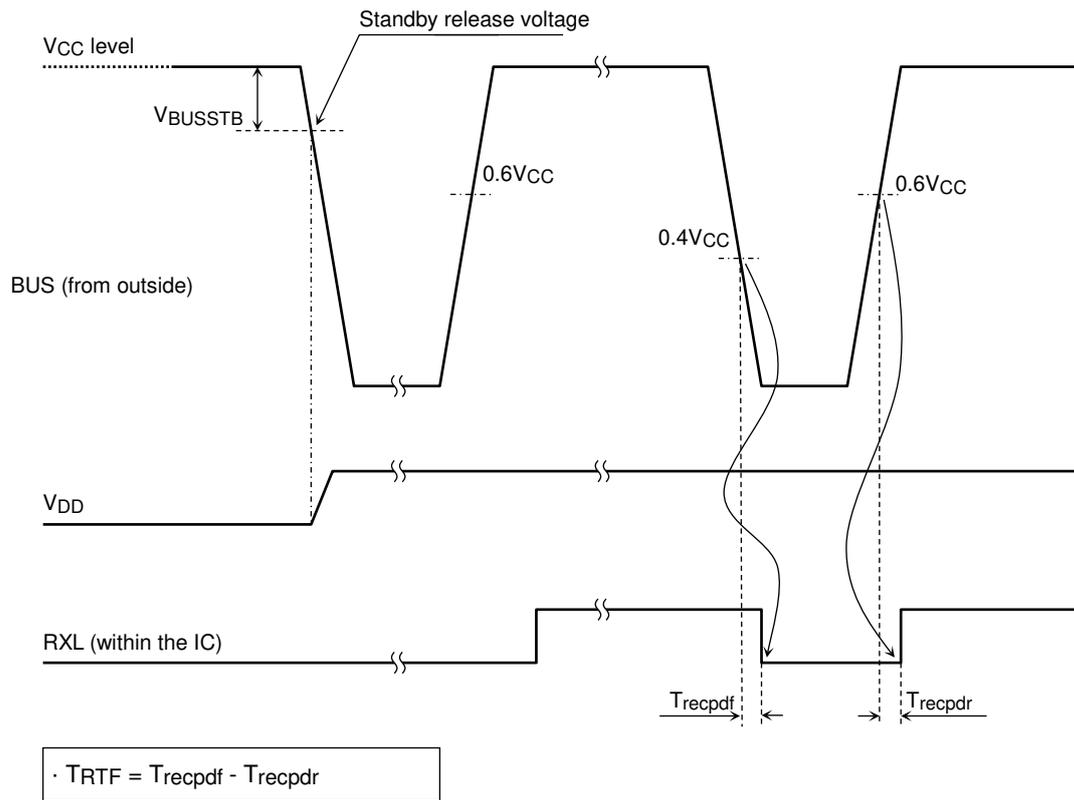 Standby release voltage
VCC level
VBUSSTB
0.6VCC
0.6VCC
0.4VCC
BUS (from outside)
VDD
RXL (within the IC)
Trecpdf
Trecpdr
· TRTF = Trecpdf - Trecpdr